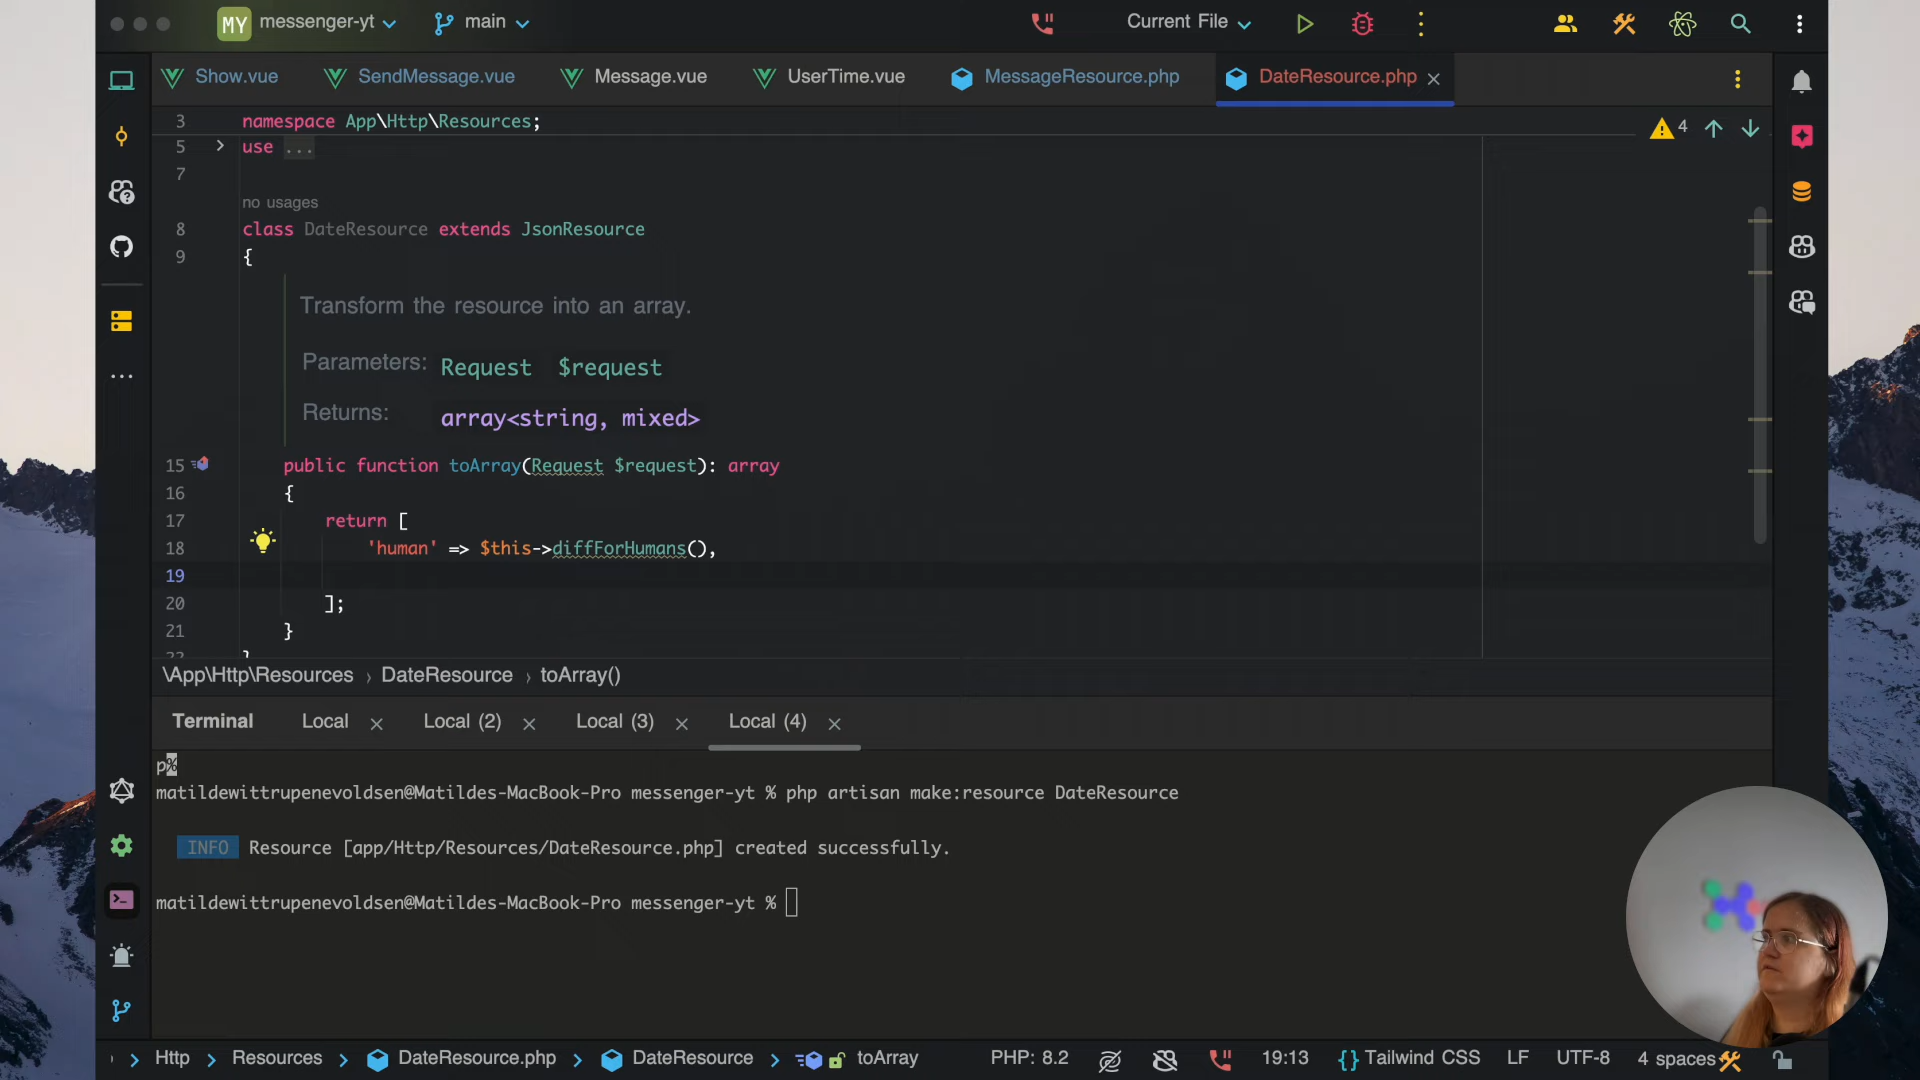 MY messenger-yt main Current File
Show.vue SendMessage.vue Message.vue UserTime.vue MessageResource.php DateResource.php
3 namespace App\Http\Resources;
4
5 use ...
7
no usages
8 class DateResource extends JsonResource
9 {
Transform the resource into an array.
Parameters: Request $request
Returns: array<string, mixed>
15 public function toArray(Request $request): array
16 {
17 return [
18 'human' => $this->diffForHumans(),
19
20 ];
21 }
22 }
\App\Http\Resources › DateResource › toArray()
Terminal Local Local (2) Local (3) Local (4)
p%
matildewittrupenevoldsen@Matildes-MacBook-Pro messenger-yt % php artisan make:resource DateResource
INFO Resource [app/Http/Resources/DateResource.php] created successfully.
matildewittrupenevoldsen@Matildes-MacBook-Pro messenger-yt %
Http Resources DateResource.php DateResource toArray PHP: 8.2 19:13 {} Tailwind CSS LF UTF-8 4 spaces